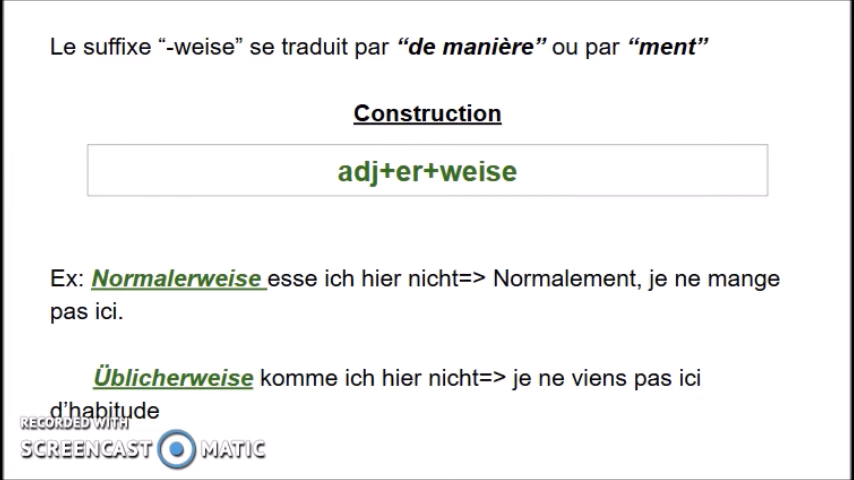 Le suffixe “-weise” se traduit par “de manière” ou par “ment”
Construction
adj+er+weise
Ex: Normalerweise esse ich hier nicht=> Normalement, je ne mange
pas ici.
Üblicherweise komme ich hier nicht=> je ne viens pas ici
d’habitude
RECORDED WITH
SCREENCAST MATIC